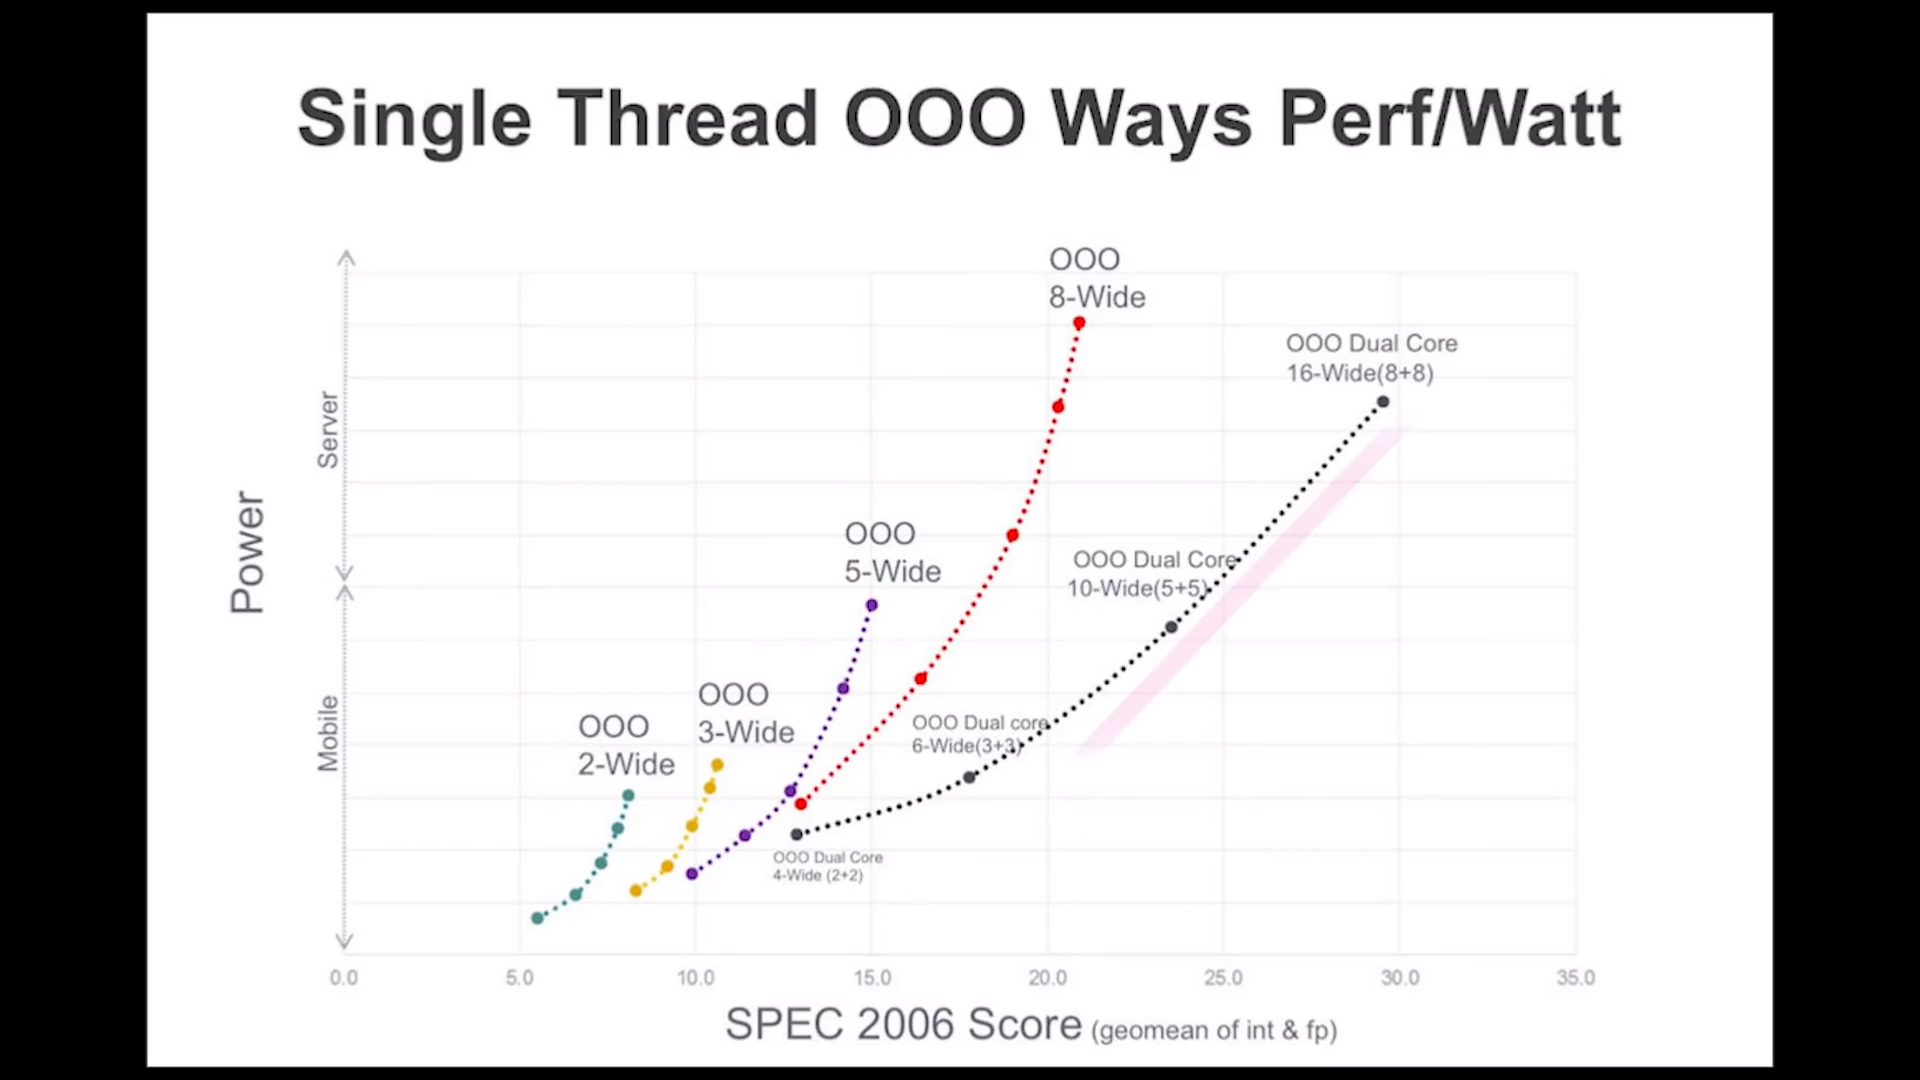 Single Thread OOO Ways Perf/Watt
OOO
8-Wide
OOO Dual Core
16-Wide(8+8)
Server
OOO
5-Wide
OOO Dual Core
10-Wide(5+5)
Power
OOO
3-Wide
OOO
2-Wide
OOO Dual core
6-Wide(3+3)
Mobile
OOO Dual Core
4-Wide (2+2)
0.0 5.0 10.0 15.0 20.0 25.0 30.0 35.0
SPEC 2006 Score (geomean of int & fp)